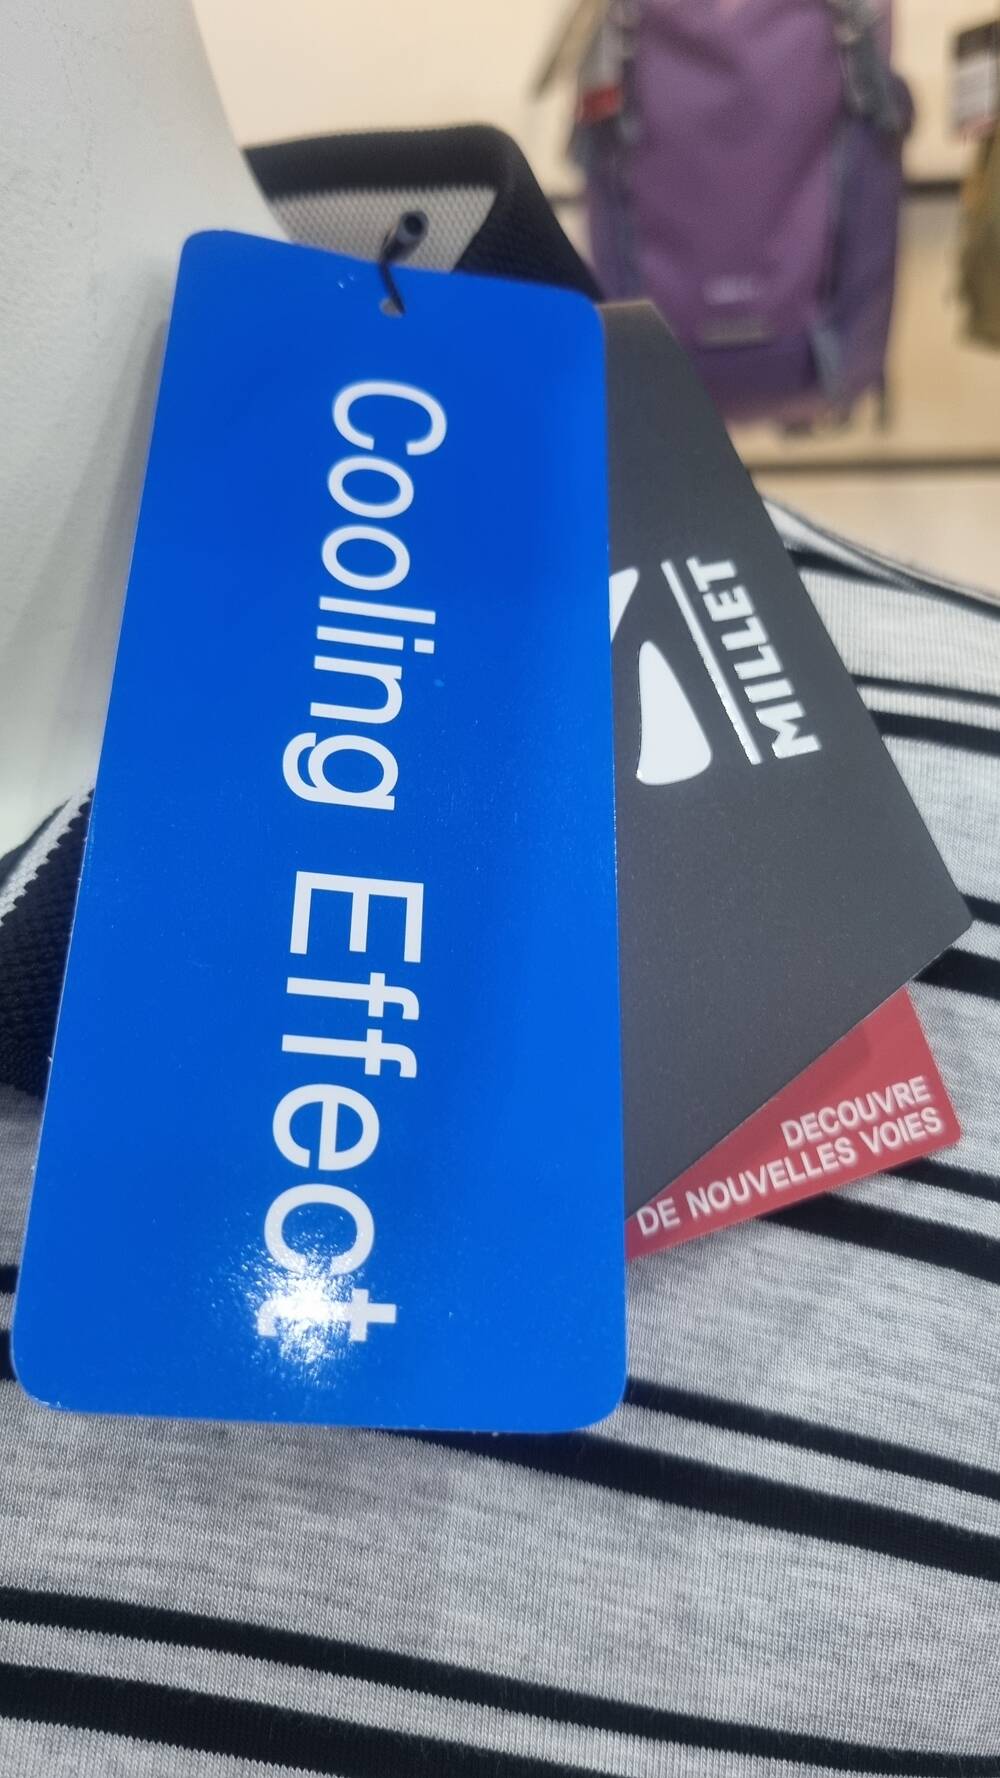 Cooling Effect
MILLET
DECOUVRE
DE NOUVELLES VOIES